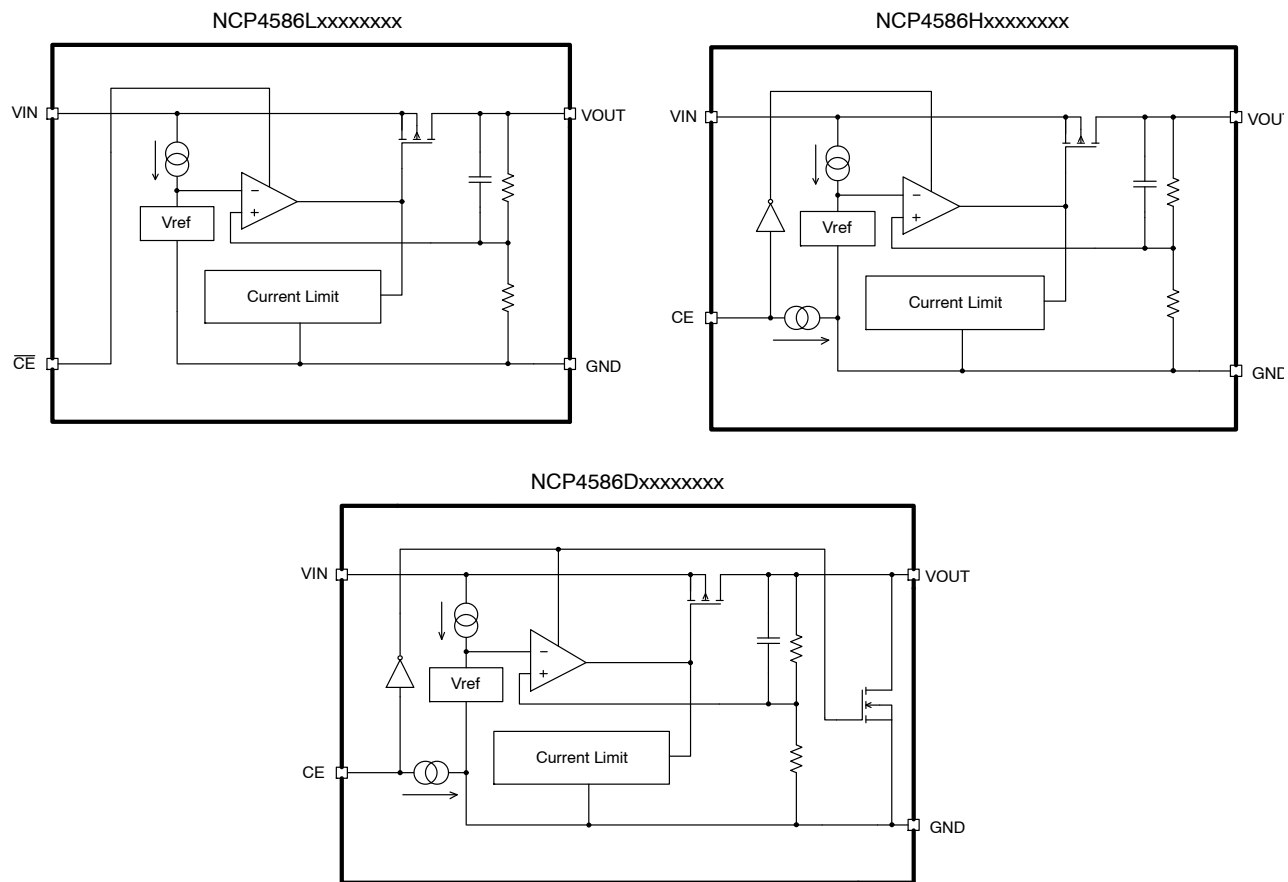 NCP4586Lxxxxxxxx
VIN
VOUT
−
+
Vref
Current Limit
C̅E̅
GND
NCP4586Hxxxxxxxx
VIN
VOUT
−
+
Vref
Current Limit
CE
GND
NCP4586Dxxxxxxxx
VIN
VOUT
−
+
Vref
Current Limit
CE
GND